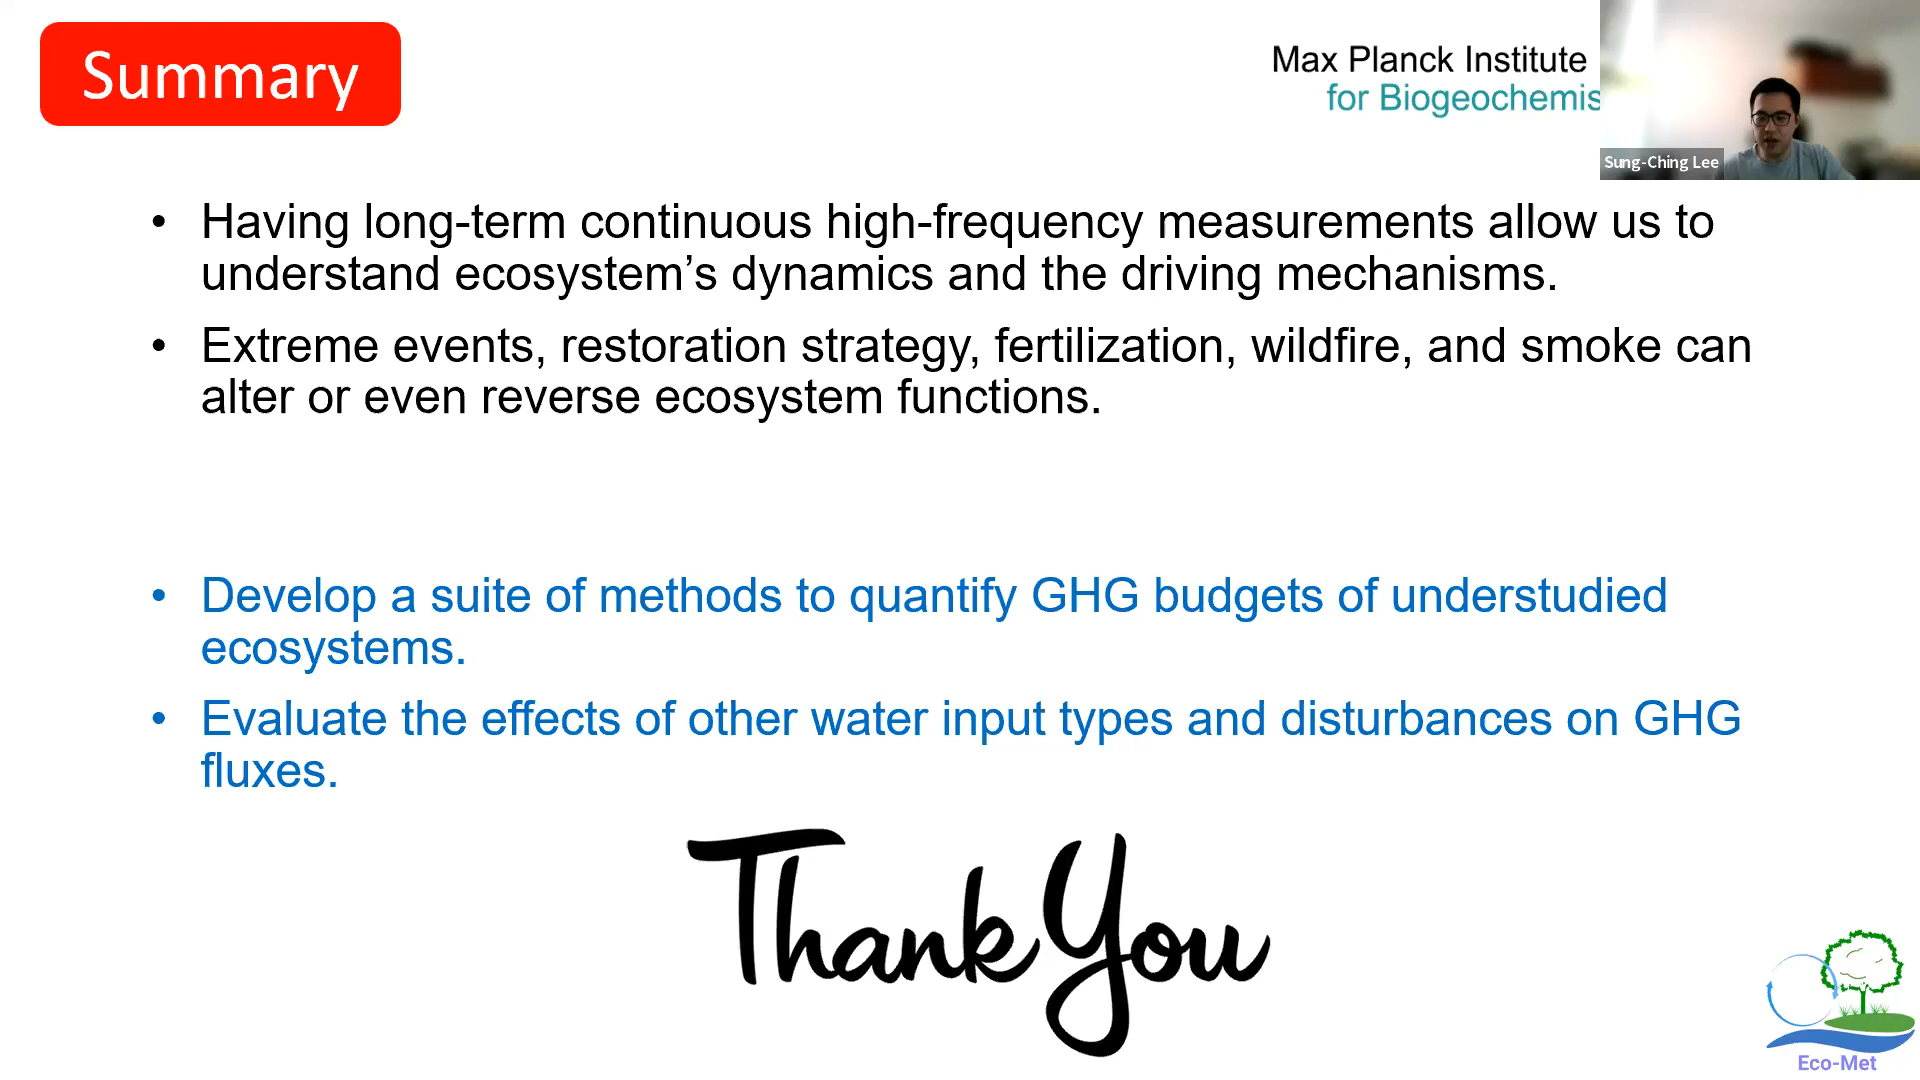 Summary
Max Planck Institute
for Biogeochemis
Sung-Ching Lee
• Having long-term continuous high-frequency measurements allow us to
understand ecosystem’s dynamics and the driving mechanisms.
• Extreme events, restoration strategy, fertilization, wildfire, and smoke can
alter or even reverse ecosystem functions.
• Develop a suite of methods to quantify GHG budgets of understudied
ecosystems.
• Evaluate the effects of other water input types and disturbances on GHG
fluxes.
Thank You
Eco-Met